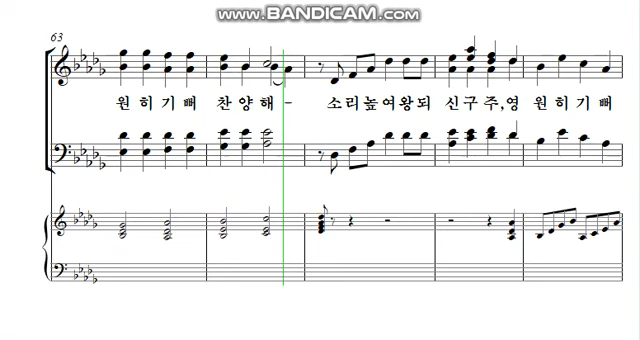 www.BANDICAM.com
63
원 히 기 뻐 찬 양 해 - 소 리 높 여 왕 되 신 구 주, 영 원 히 기 뻐